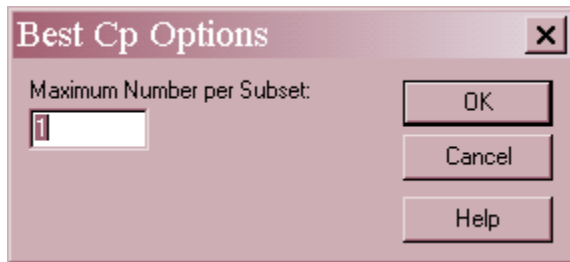 Best Cp Options
Maximum Number per Subset:
1
OK
Cancel
Help